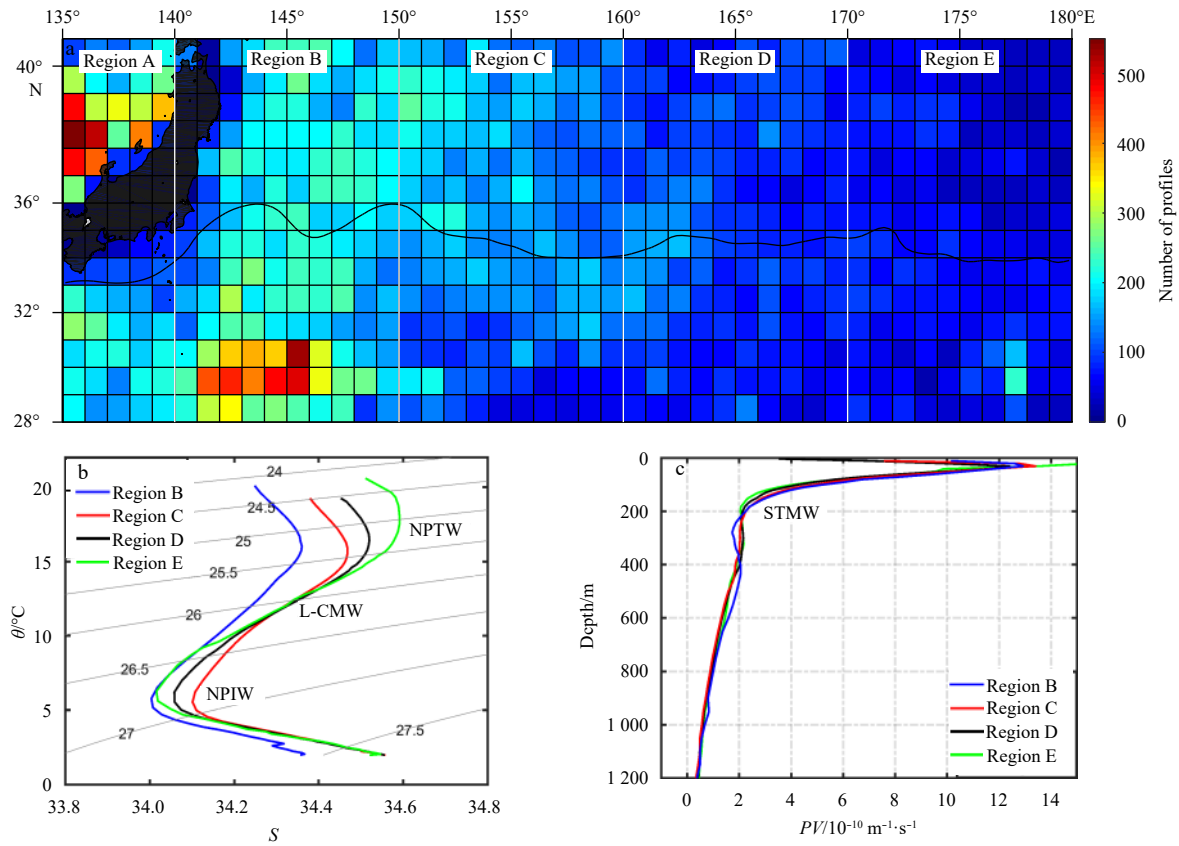 135° 140° 145° 150° 155° 160° 165° 170° 175° 180°E
a
Region A Region B Region C Region D Region E
40°
N
36°
32°
28°
500
400
300
200
100
0
Number of profiles
b
Region B
Region C
Region D
Region E
24
24.5
25
25.5
26
26.5
27
27.5
NPTW
L-CMW
NPIW
20
15
10
5
0
θ/°C
33.8 34.0 34.2 34.4 34.6 34.8
S
c
STMW
0
200
400
600
800
1 000
1 200
Dcpth/m
Region B
Region C
Region D
Region E
0 2 4 6 8 10 12 14
PV/10⁻¹⁰ m⁻¹·s⁻¹